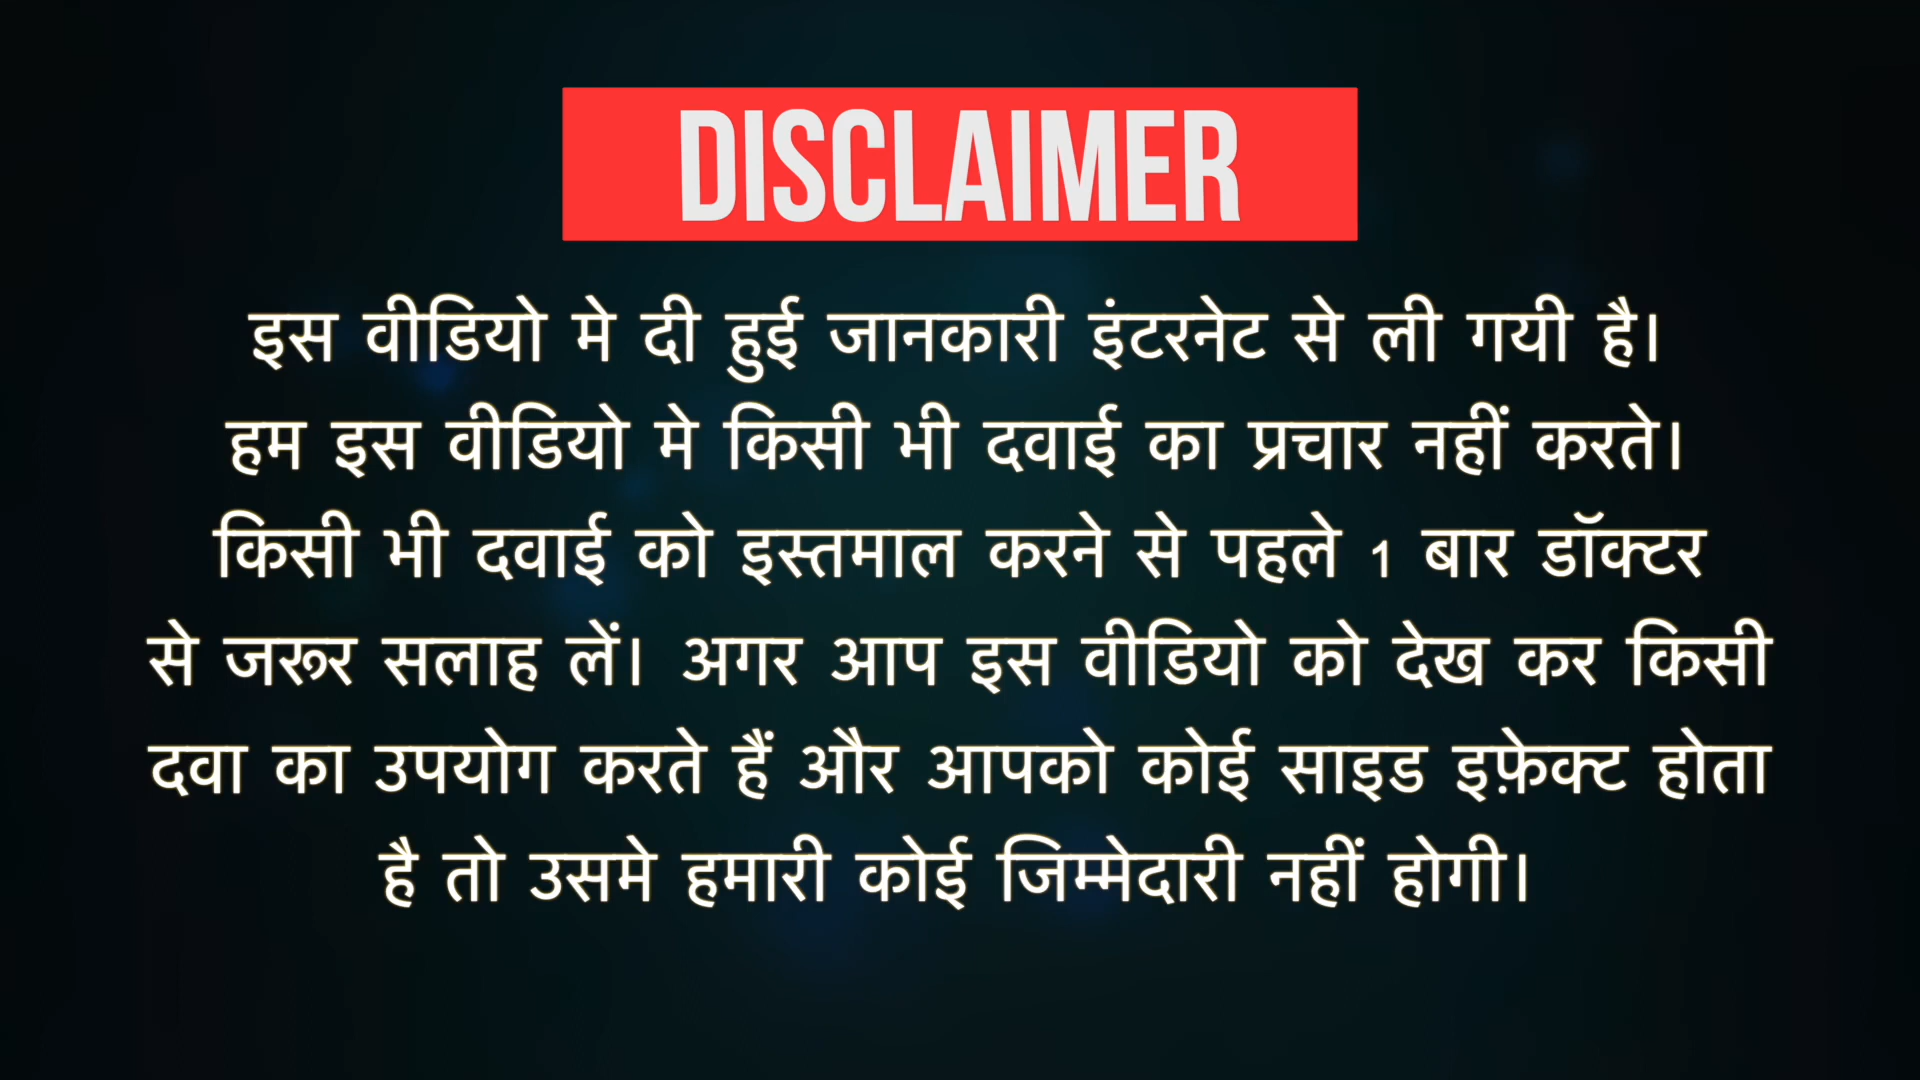 DISCLAIMER
इस वीडियो मे दी हुई जानकारी इंटरनेट से ली गयी है।
हम इस वीडियो मे किसी भी दवाई का प्रचार नहीं करते।
किसी भी दवाई को इस्तमाल करने से पहले 1 बार डॉक्टर
से जरूर सलाह लें। अगर आप इस वीडियो को देख कर किसी
दवा का उपयोग करते हैं और आपको कोई साइड इफ़ेक्ट होता
है तो उसमे हमारी कोई जिम्मेदारी नहीं होगी।